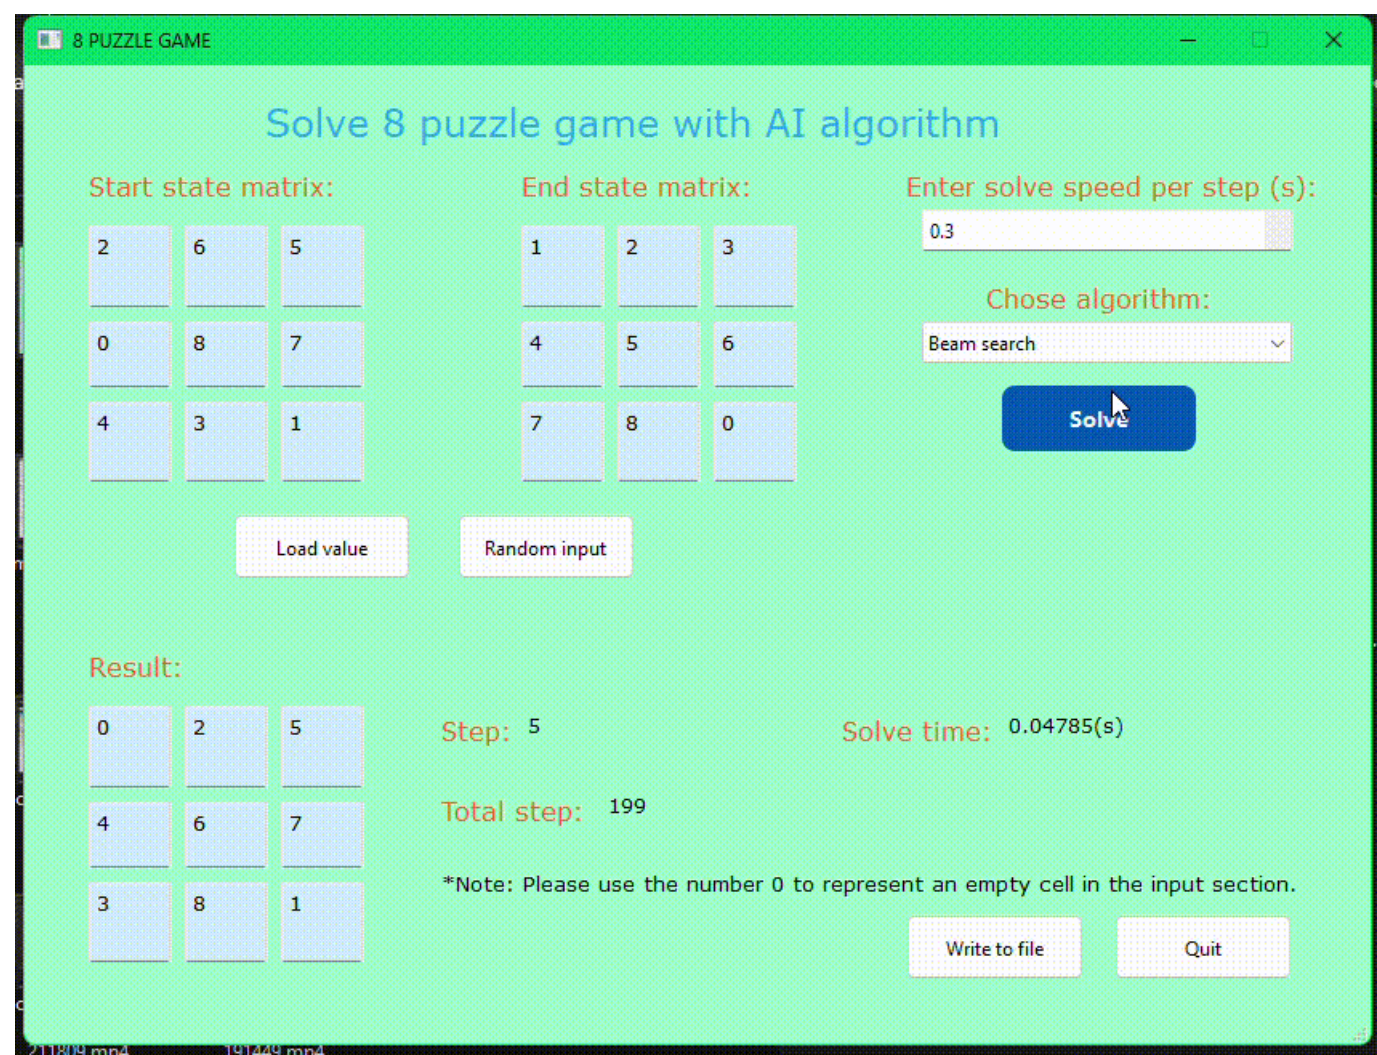 8 PUZZLE GAME
Solve 8 puzzle game with AI algorithm
Start state matrix:
End state matrix:
Enter solve speed per step (s):
2 6 5
0 8 7
4 3 1
1 2 3
4 5 6
7 8 0
0.3
Chose algorithm:
Beam search
Solve
Load value
Random input
Result:
0 2 5
4 6 7
3 8 1
Step: 5
Solve time: 0.04785(s)
Total step: 199
*Note: Please use the number 0 to represent an empty cell in the input section.
Write to file
Quit
211809.mp4
191449.mp4